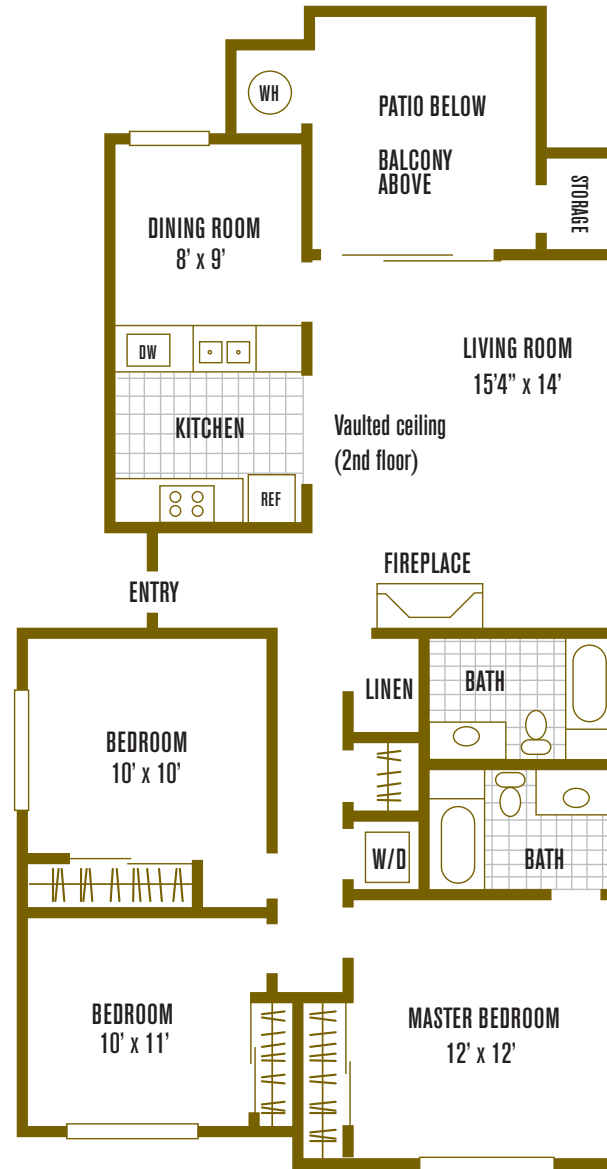 WH
PATIO BELOW
BALCONY
ABOVE
STORAGE
DINING ROOM
8' x 9'
DW
LIVING ROOM
15'4” x 14'
KITCHEN
Vaulted ceiling
(2nd floor)
REF
FIREPLACE
ENTRY
LINEN
BATH
BEDROOM
10' x 10'
W/D
BATH
BEDROOM
10' x 11'
MASTER BEDROOM
12' x 12'